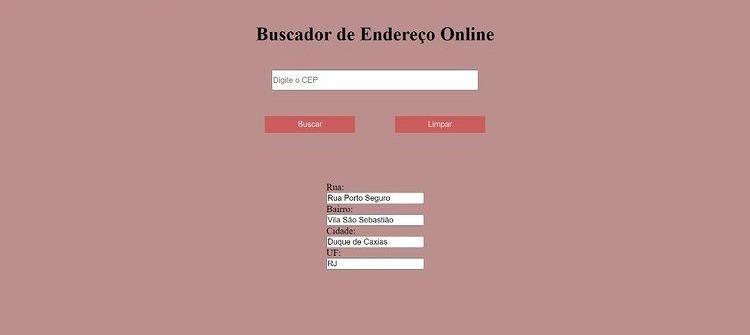 Buscador de Endereço Online
Digite o CEP
Buscar Limpar
Rua:
Rua Porto Seguro
Bairro:
Vila São Sebastião
Cidade:
Duque de Caxias
UF:
RJ